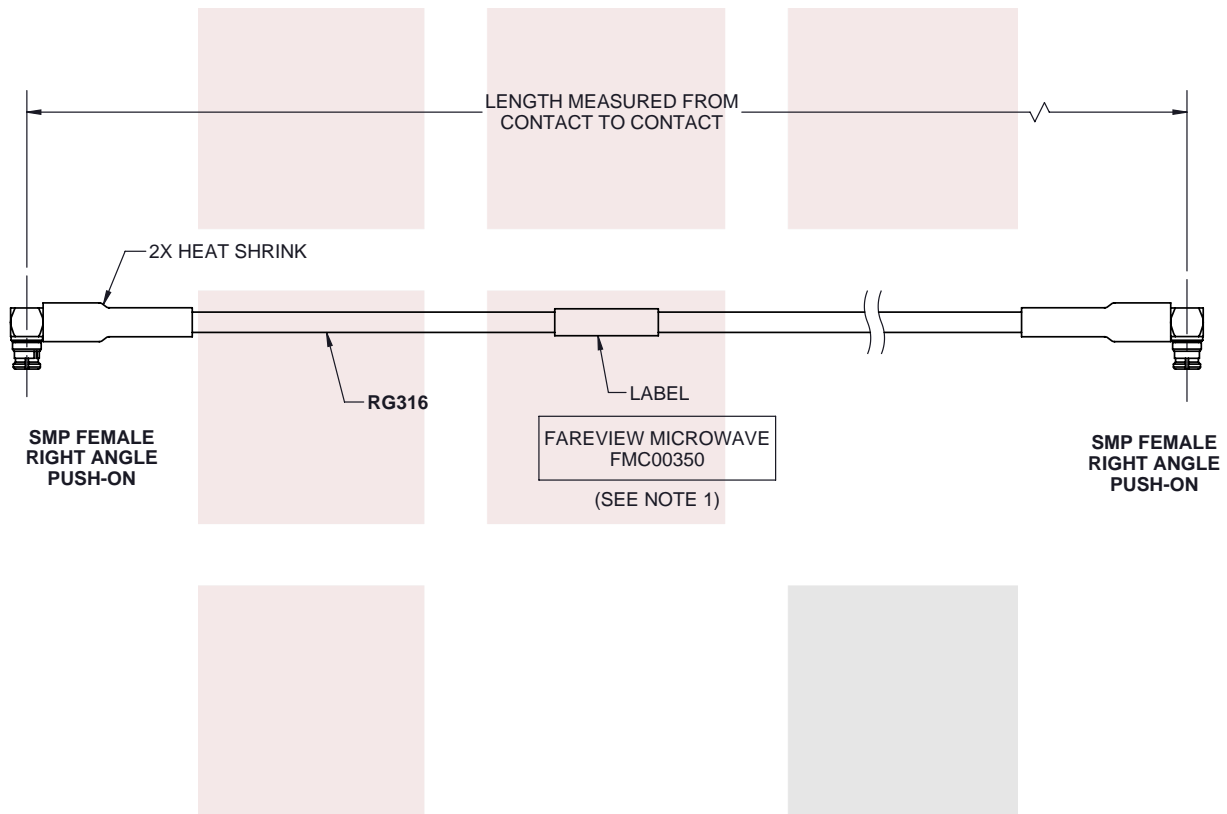 LENGTH MEASURED FROM
CONTACT TO CONTACT
2X HEAT SHRINK
RG316
LABEL
FAREVIEW MICROWAVE
FMC00350
(SEE NOTE 1)
SMP FEMALE
RIGHT ANGLE
PUSH-ON
SMP FEMALE
RIGHT ANGLE
PUSH-ON